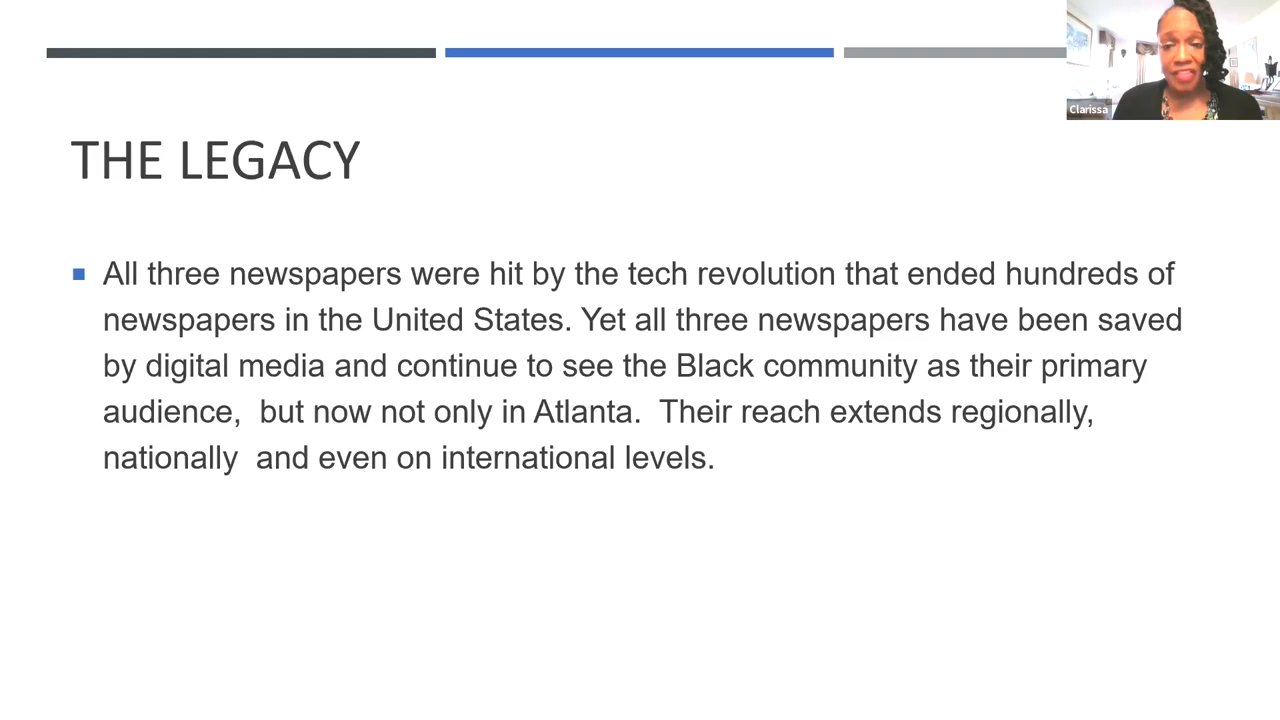 Clarissa
THE LEGACY
All three newspapers were hit by the tech revolution that ended hundreds of
newspapers in the United States. Yet all three newspapers have been saved
by digital media and continue to see the Black community as their primary
audience,  but now not only in Atlanta.  Their reach extends regionally,
nationally  and even on international levels.